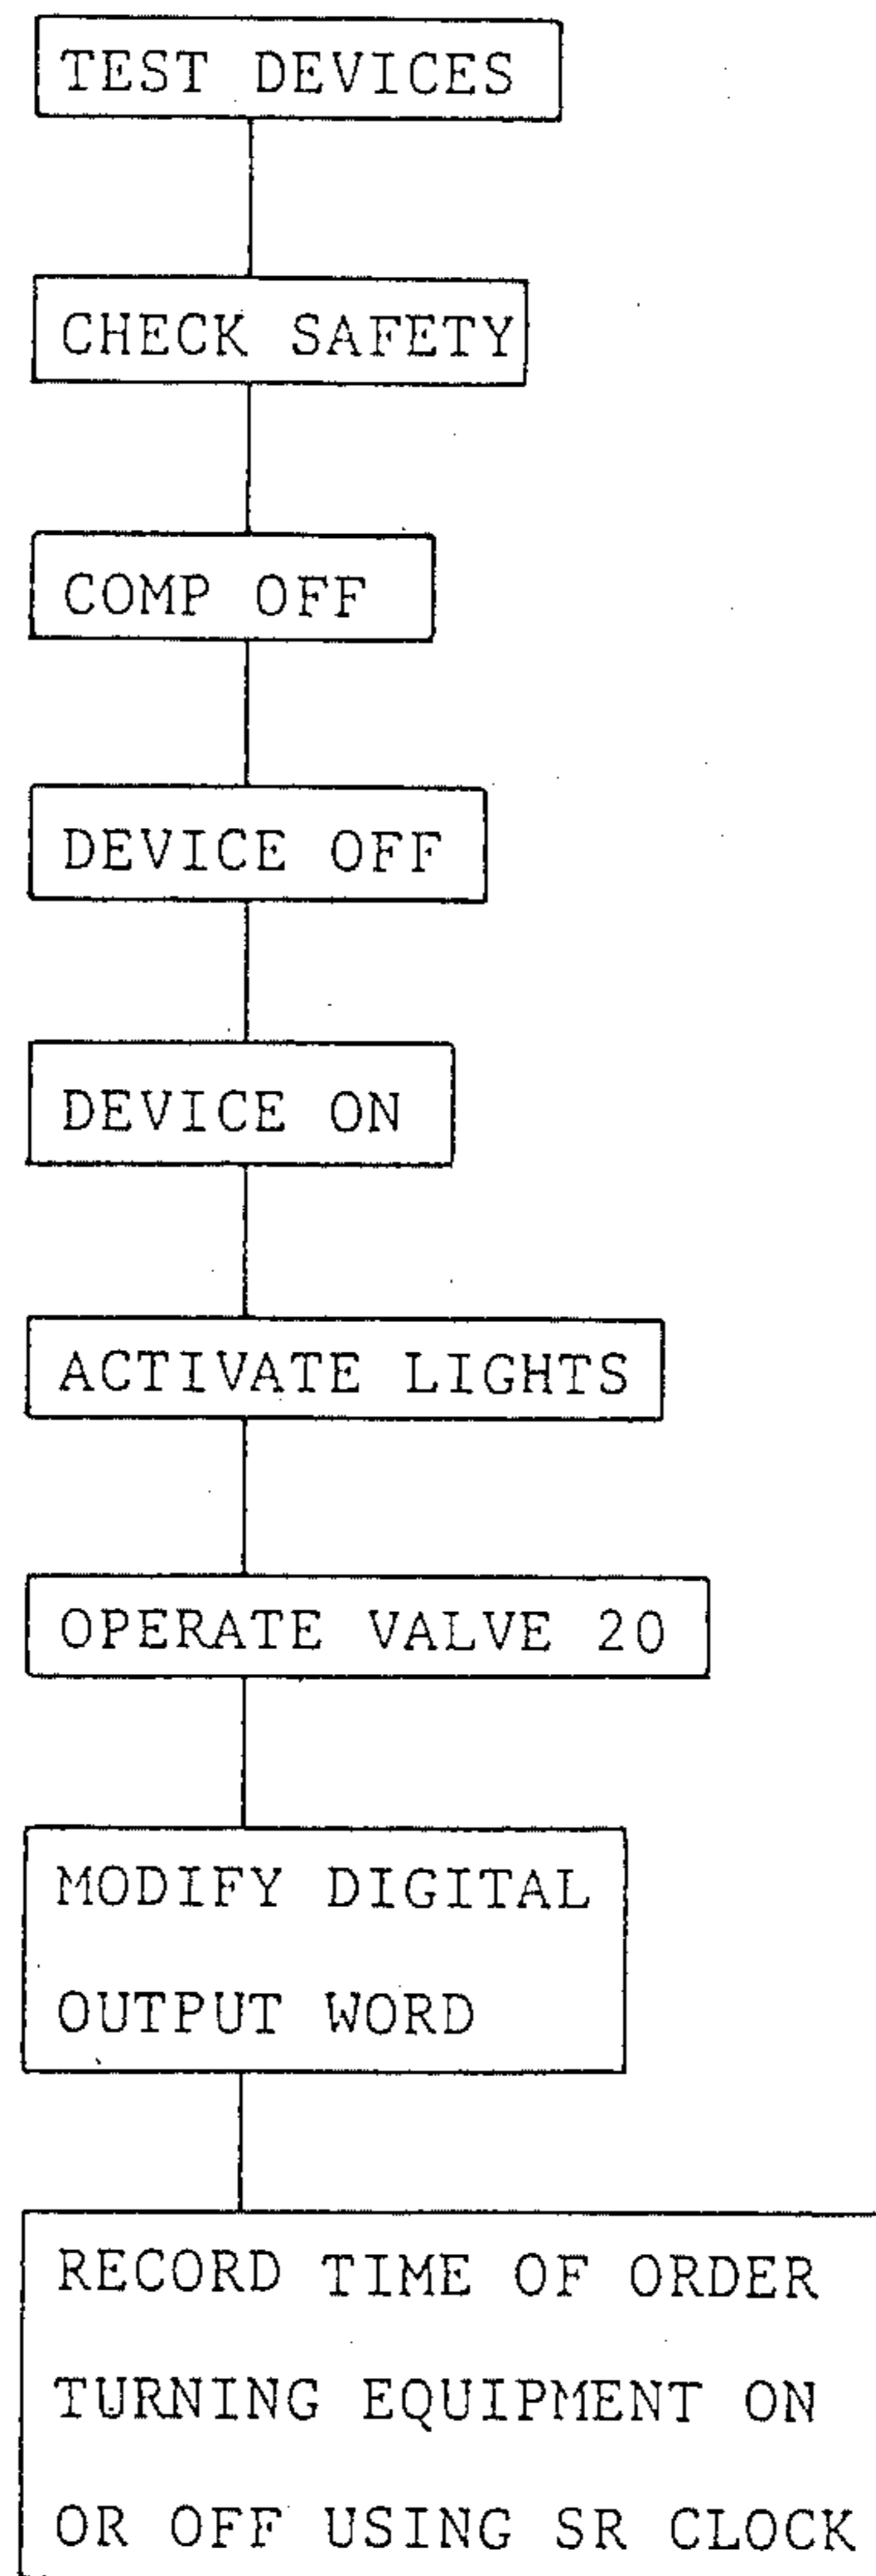 TEST DEVICES
CHECK SAFETY
COMP OFF
DEVICE OFF
DEVICE ON
ACTIVATE LIGHTS
OPERATE VALVE 20
MODIFY DIGITAL
OUTPUT WORD
RECORD TIME OF ORDER
TURNING EQUIPMENT ON
OR OFF USING SR CLOCK